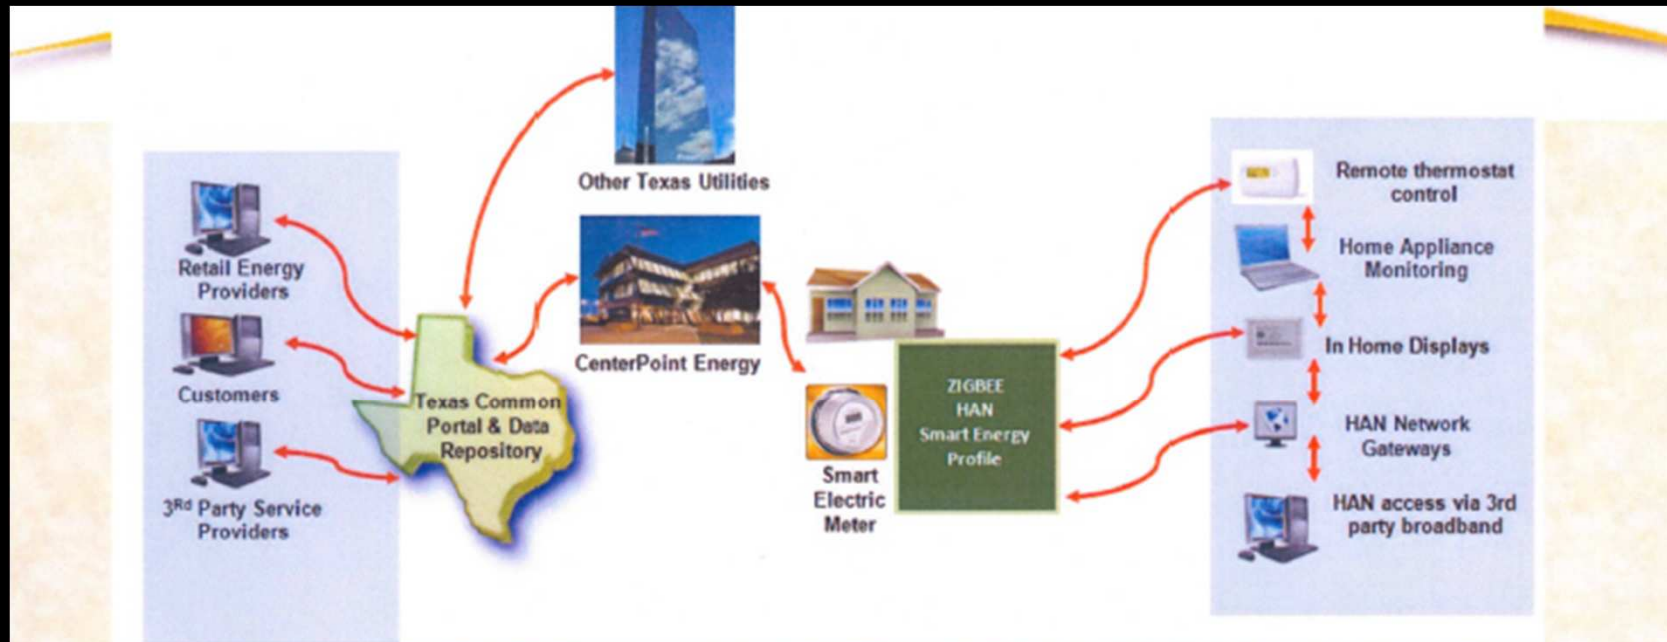 Other Texas Utilities
Retail Energy
Providers
Customers
3Rd Party Service
Providers
Texas Common
Portal & Data
Repository
CenterPoint Energy
Smart
Electric
Meter
ZIGBEE
HAN
Smart Energy
Profile
Remote thermostat
control
Home Appliance
Monitoring
In Home Displays
HAN Network
Gateways
HAN access via 3rd
party broadband